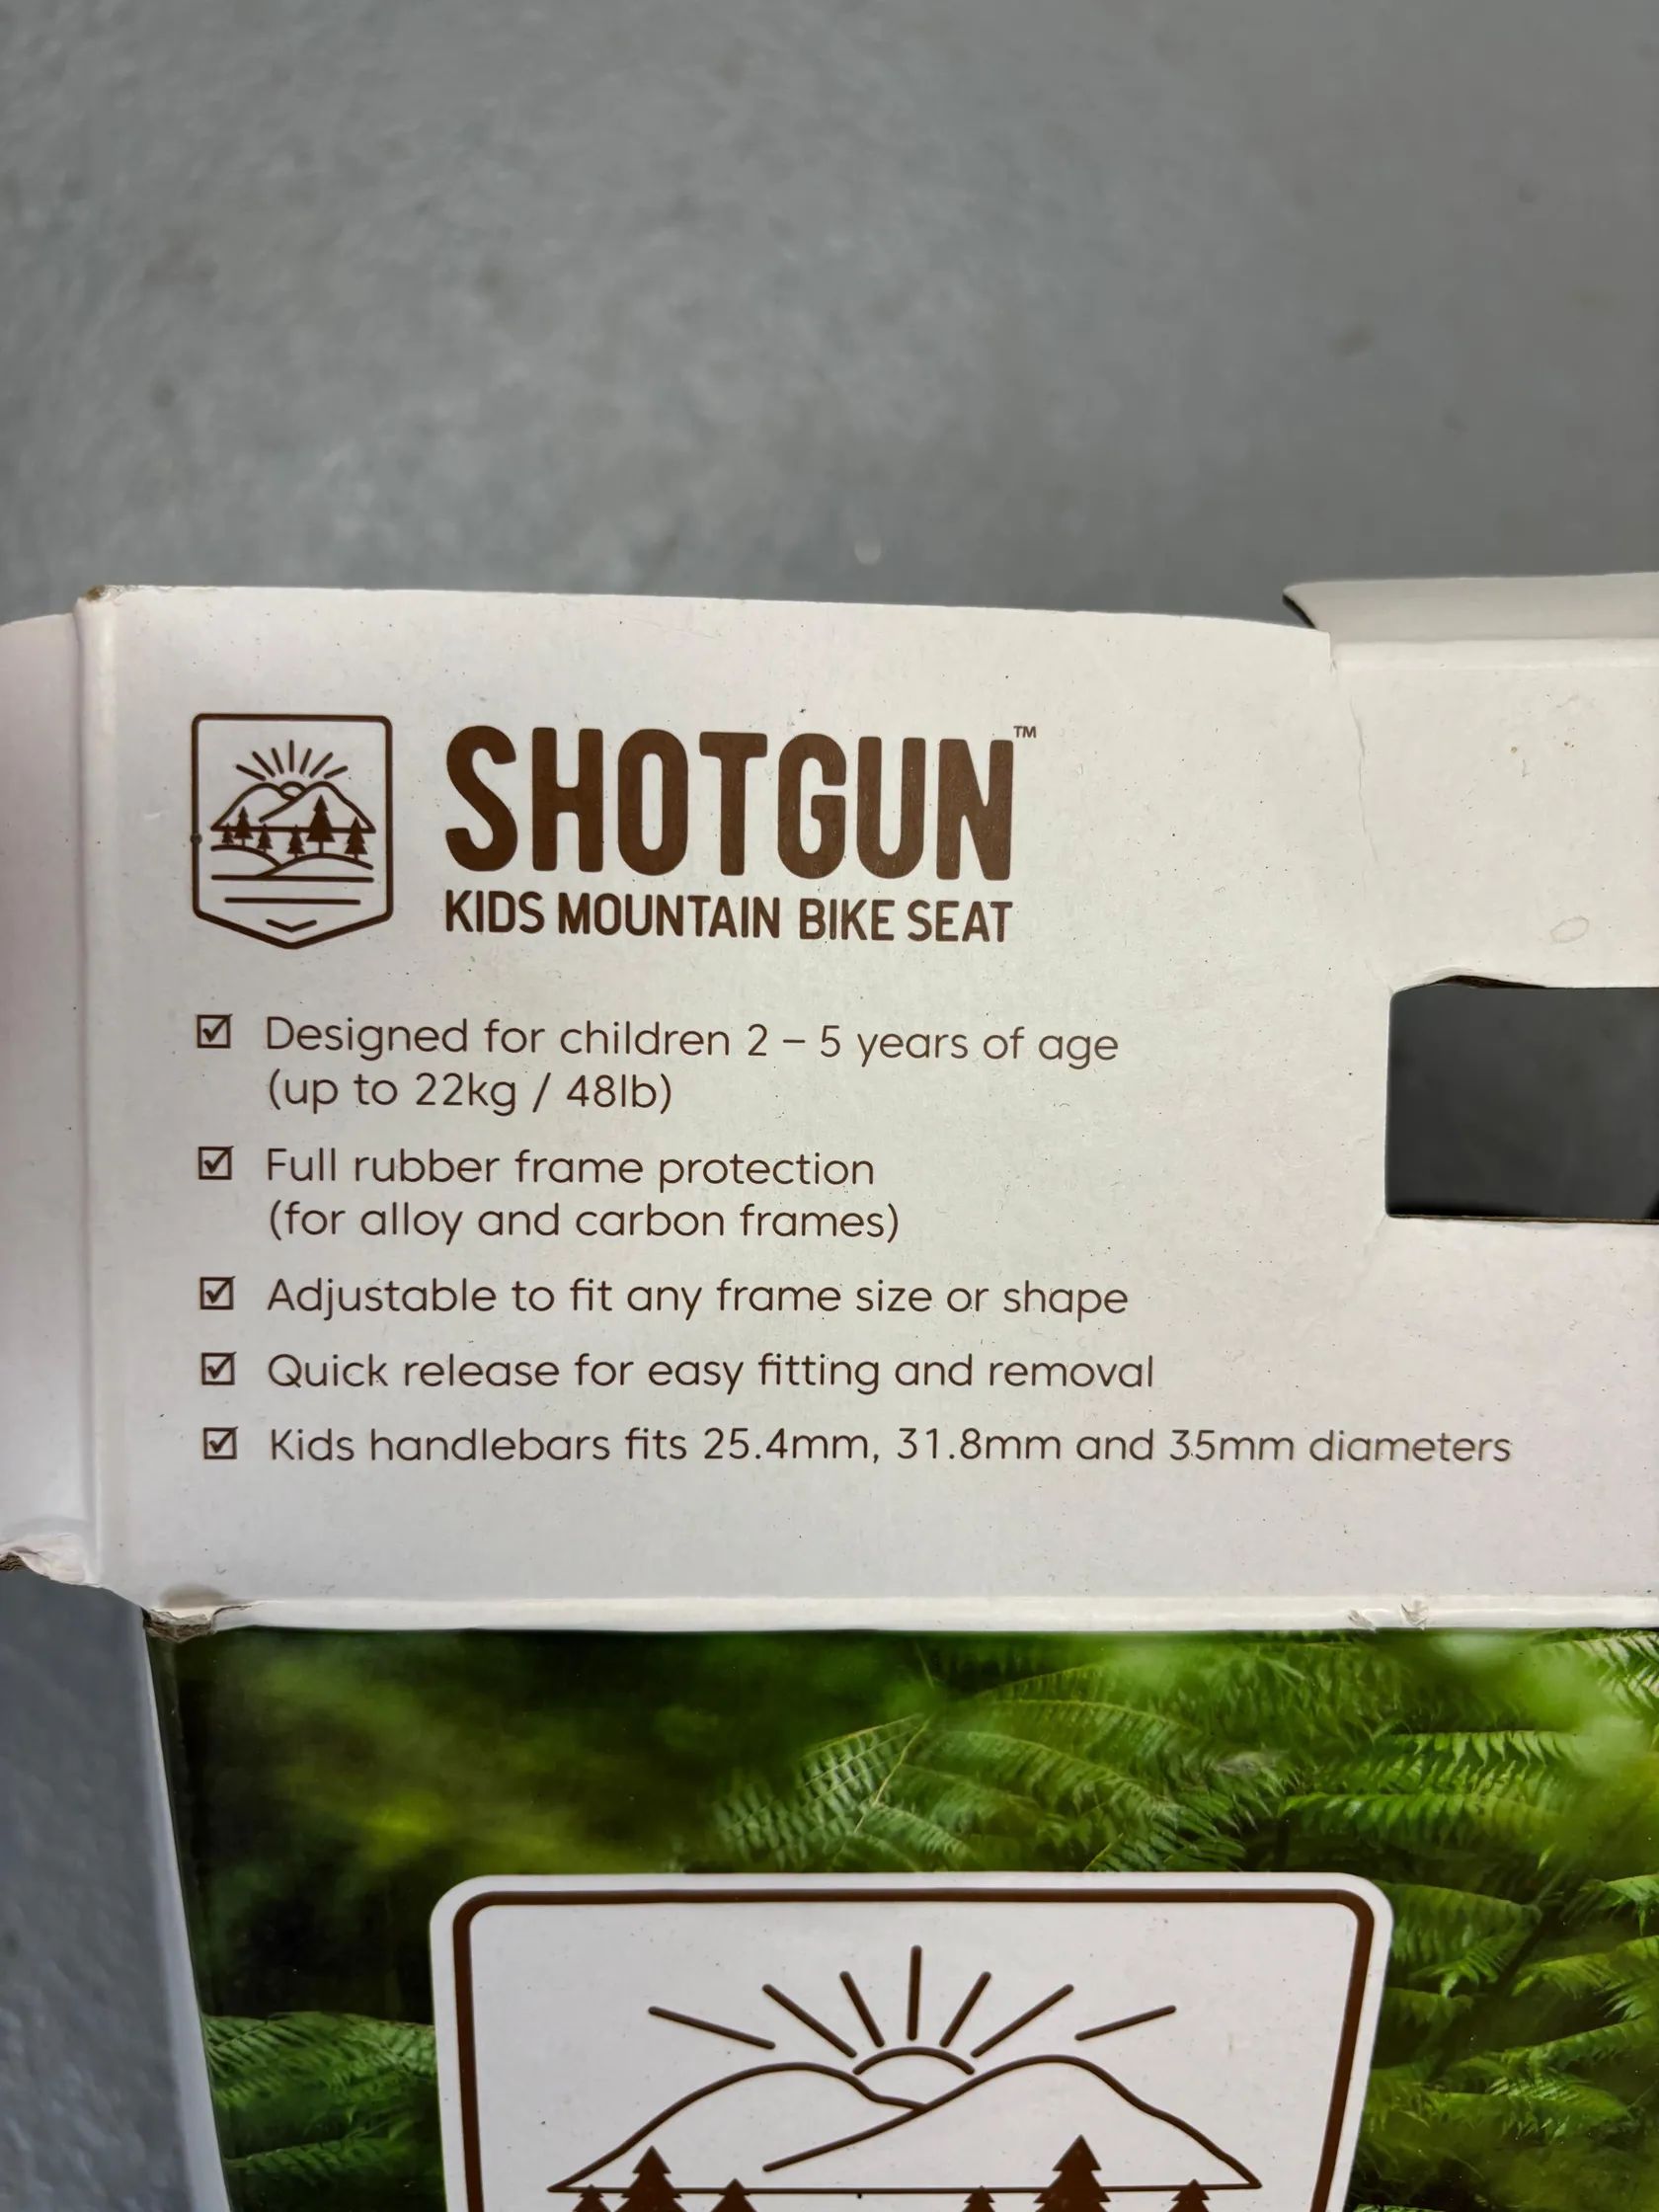 SHOTGUN™
KIDS MOUNTAIN BIKE SEAT
Designed for children 2 – 5 years of age
(up to 22kg / 48lb)
Full rubber frame protection
(for alloy and carbon frames)
Adjustable to fit any frame size or shape
Quick release for easy fitting and removal
Kids handlebars fits 25.4mm, 31.8mm and 35mm diameters